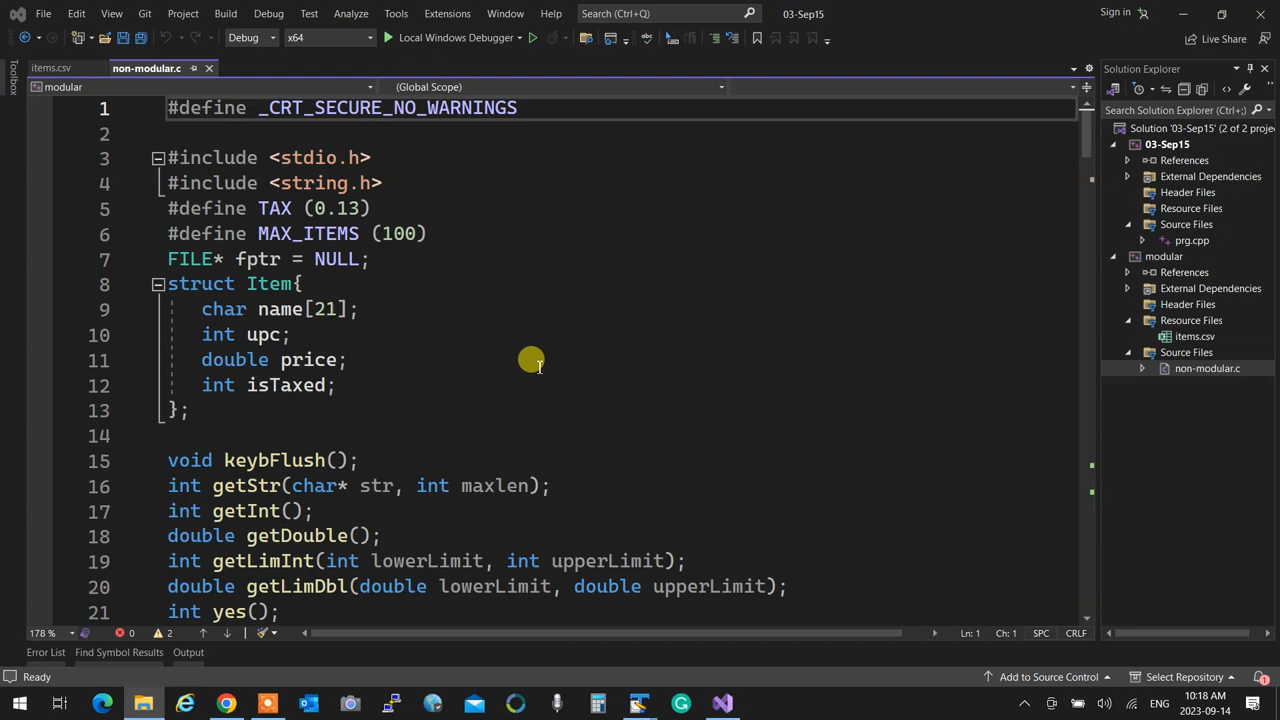 File Edit View Git Project Build Debug Test Analyze Tools Extensions Window Help Search (Ctrl+Q) 03-Sep15 Sign in
Debug x64 Local Windows Debugger Live Share
Toolbox
items.csv non-modular.c
modular (Global Scope)
1 #define _CRT_SECURE_NO_WARNINGS
2
3 #include <stdio.h>
4 #include <string.h>
5 #define TAX (0.13)
6 #define MAX_ITEMS (100)
7 FILE* fptr = NULL;
8 struct Item{
9 char name[21];
10 int upc;
11 double price;
12 int isTaxed;
13 };
14
15 void keybFlush();
16 int getStr(char* str, int maxlen);
17 int getInt();
18 double getDouble();
19 int getLimInt(int lowerLimit, int upperLimit);
20 double getLimDbl(double lowerLimit, double upperLimit);
21 int yes();
178 % 0 2 Ln: 1 Ch: 1 SPC CRLF
Solution Explorer
Search Solution Explorer (Ctrl+;)
Solution '03-Sep15' (2 of 2 proje
03-Sep15
References
External Dependencies
Header Files
Resource Files
Source Files
prg.cpp
modular
References
External Dependencies
Header Files
Resource Files
items.csv
Source Files
non-modular.c
Error List Find Symbol Results Output
Ready Add to Source Control Select Repository 1
ENG 10:18 AM
2023-09-14